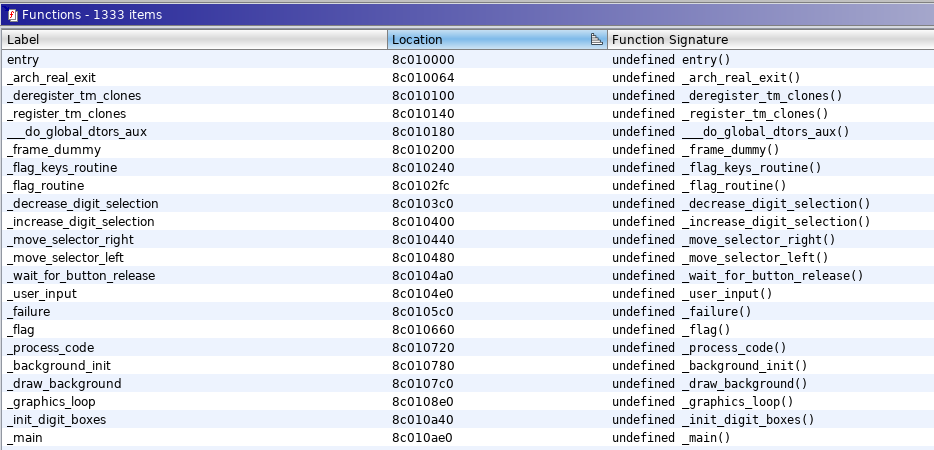 Functions - 1333 items
Label Location Function Signature
entry 8c010000 undefined entry()
_arch_real_exit 8c010064 undefined _arch_real_exit()
_deregister_tm_clones 8c010100 undefined _deregister_tm_clones()
_register_tm_clones 8c010140 undefined _register_tm_clones()
___do_global_dtors_aux 8c010180 undefined ___do_global_dtors_aux()
_frame_dummy 8c010200 undefined _frame_dummy()
_flag_keys_routine 8c010240 undefined _flag_keys_routine()
_flag_routine 8c0102fc undefined _flag_routine()
_decrease_digit_selection 8c0103c0 undefined _decrease_digit_selection()
_increase_digit_selection 8c010400 undefined _increase_digit_selection()
_move_selector_right 8c010440 undefined _move_selector_right()
_move_selector_left 8c010480 undefined _move_selector_left()
_wait_for_button_release 8c0104a0 undefined _wait_for_button_release()
_user_input 8c0104e0 undefined _user_input()
_failure 8c0105c0 undefined _failure()
_flag 8c010660 undefined _flag()
_process_code 8c010720 undefined _process_code()
_background_init 8c010780 undefined _background_init()
_draw_background 8c0107c0 undefined _draw_background()
_graphics_loop 8c0108e0 undefined _graphics_loop()
_init_digit_boxes 8c010a40 undefined _init_digit_boxes()
_main 8c010ae0 undefined _main()